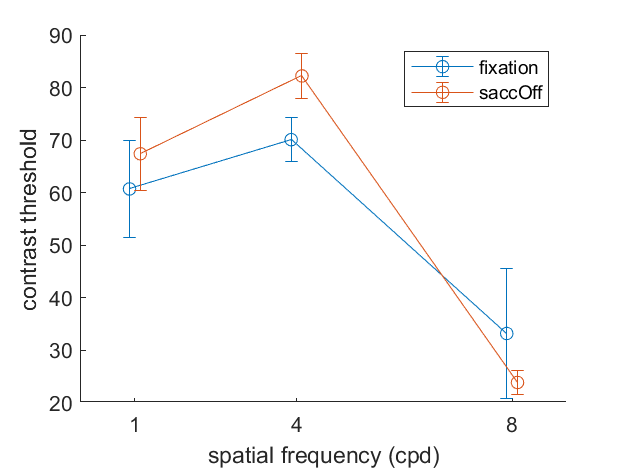 90
80
70
60
50
40
30
20
contrast threshold
1 4 8
spatial frequency (cpd)
fixation
saccOff